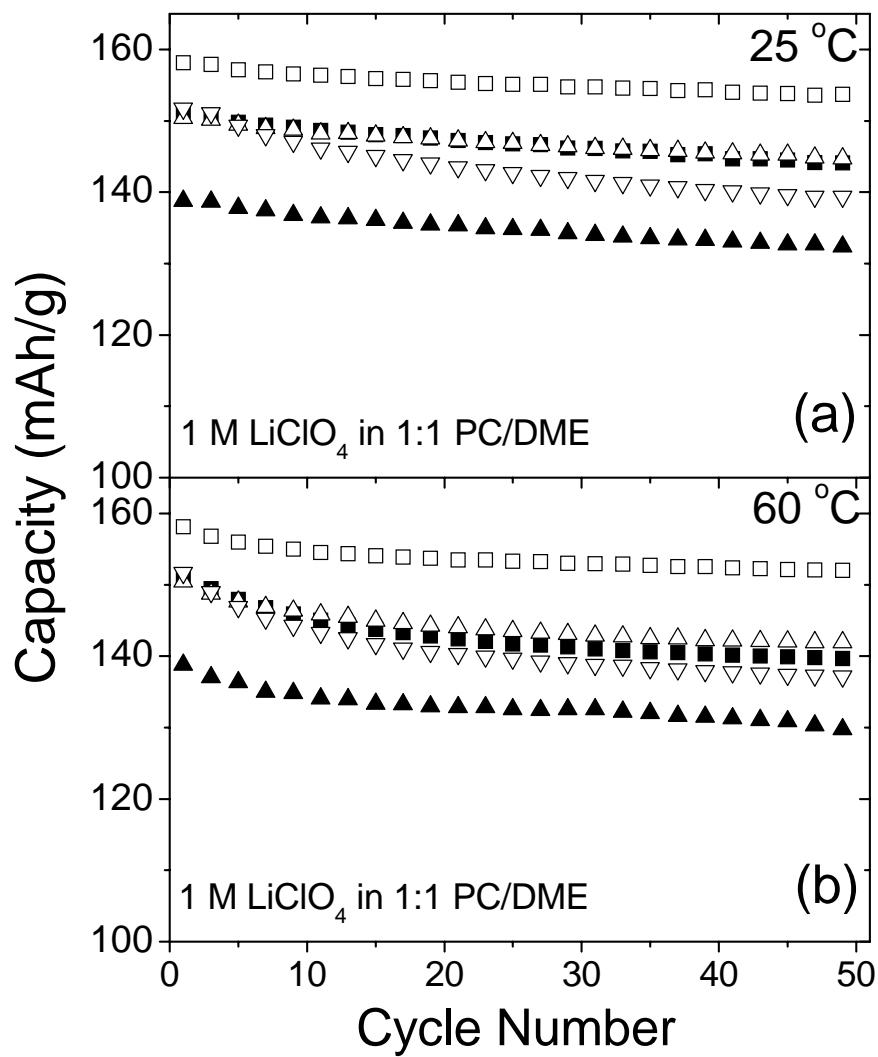 Capacity (mAh/g)
160
140
120
100
25 °C
(a)
1 M LiClO₄ in 1:1 PC/DME
160
140
120
100
60 °C
(b)
1 M LiClO₄ in 1:1 PC/DME
0 10 20 30 40 50
Cycle Number